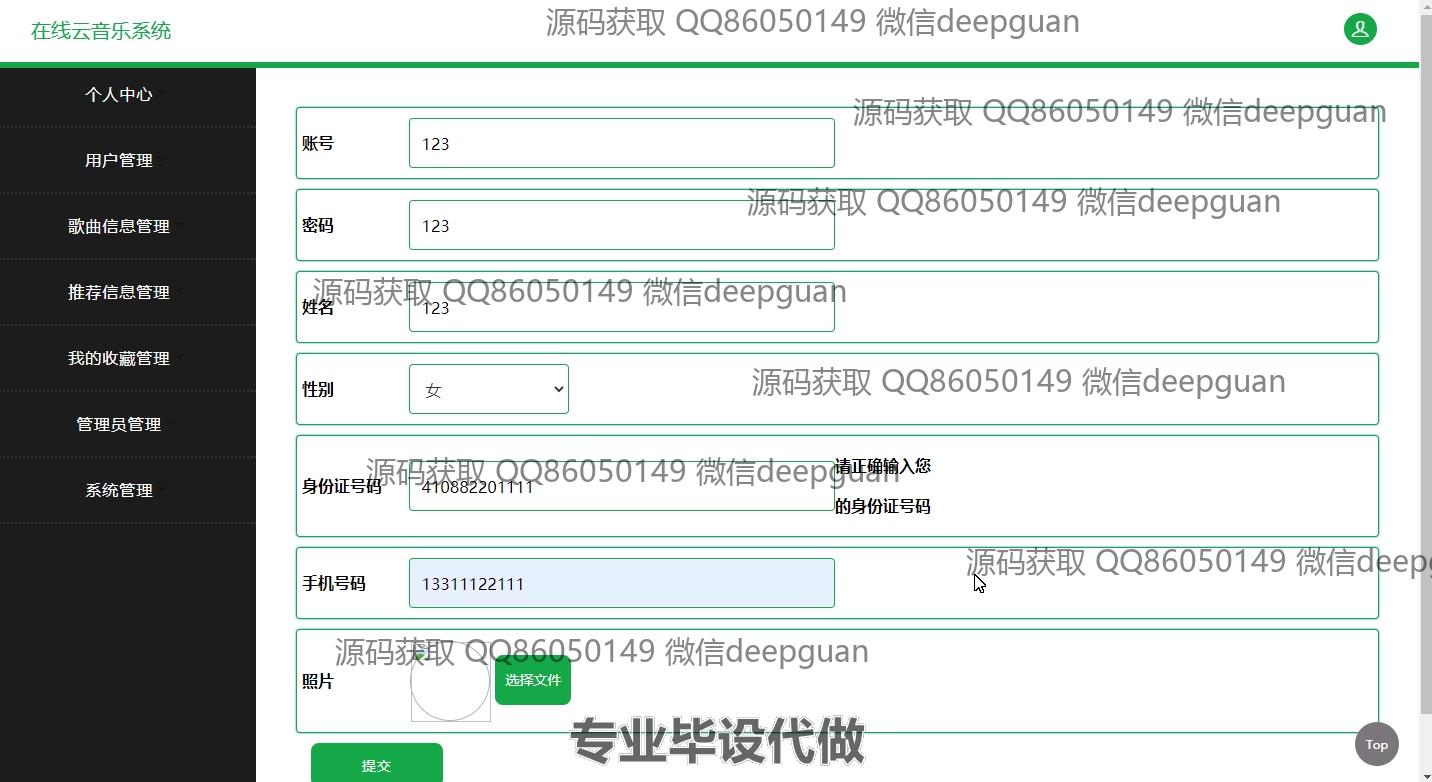 在线云音乐系统
源码获取 QQ86050149 微信deepguan
个人中心
用户管理
歌曲信息管理
推荐信息管理
我的收藏管理
管理员管理
系统管理
源码获取 QQ86050149 微信deepguan
账号
123
源码获取 QQ86050149 微信deepguan
密码
123
源码获取 QQ86050149 微信deepguan
姓名
123
源码获取 QQ86050149 微信deepguan
性别
女
源码获取 QQ86050149 微信deepguan
身份证号码
410882201111
请正确输入您
的身份证号码
源码获取 QQ86050149 微信deepg
手机号码
13311122111
源码获取 QQ86050149 微信deepguan
照片
选择文件
专业毕设代做
提交
Top